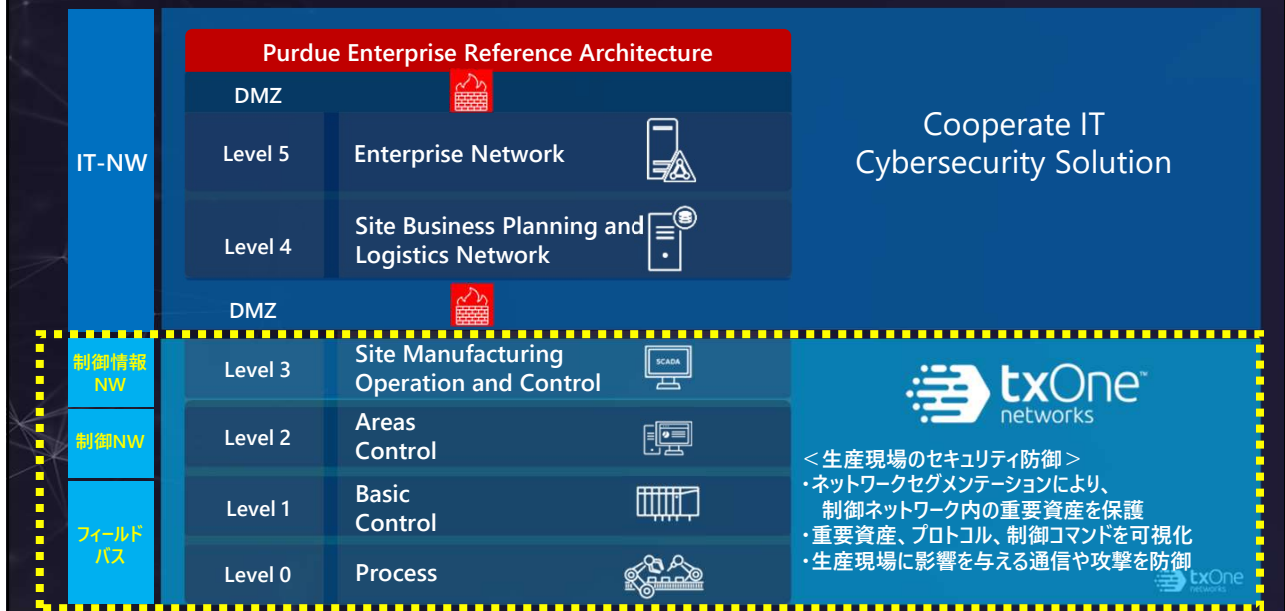 Purdue Enterprise Reference Architecture
DMZ
IT-NW
Level 5
Enterprise Network
Level 4
Site Business Planning and
Logistics Network
DMZ
Cooperate IT
Cybersecurity Solution
制御情報
NW
Level 3
Site Manufacturing
Operation and Control
SCADA
制御NW
Level 2
Areas
Control
フィールド
バス
Level 1
Basic
Control
Level 0
Process
txOne™
networks
＜生産現場のセキュリティ防御＞
・ネットワークセグメンテーションにより、
制御ネットワーク内の重要資産を保護
・重要資産、プロトコル、制御コマンドを可視化
・生産現場に影響を与える通信や攻撃を防御
txOne
networks